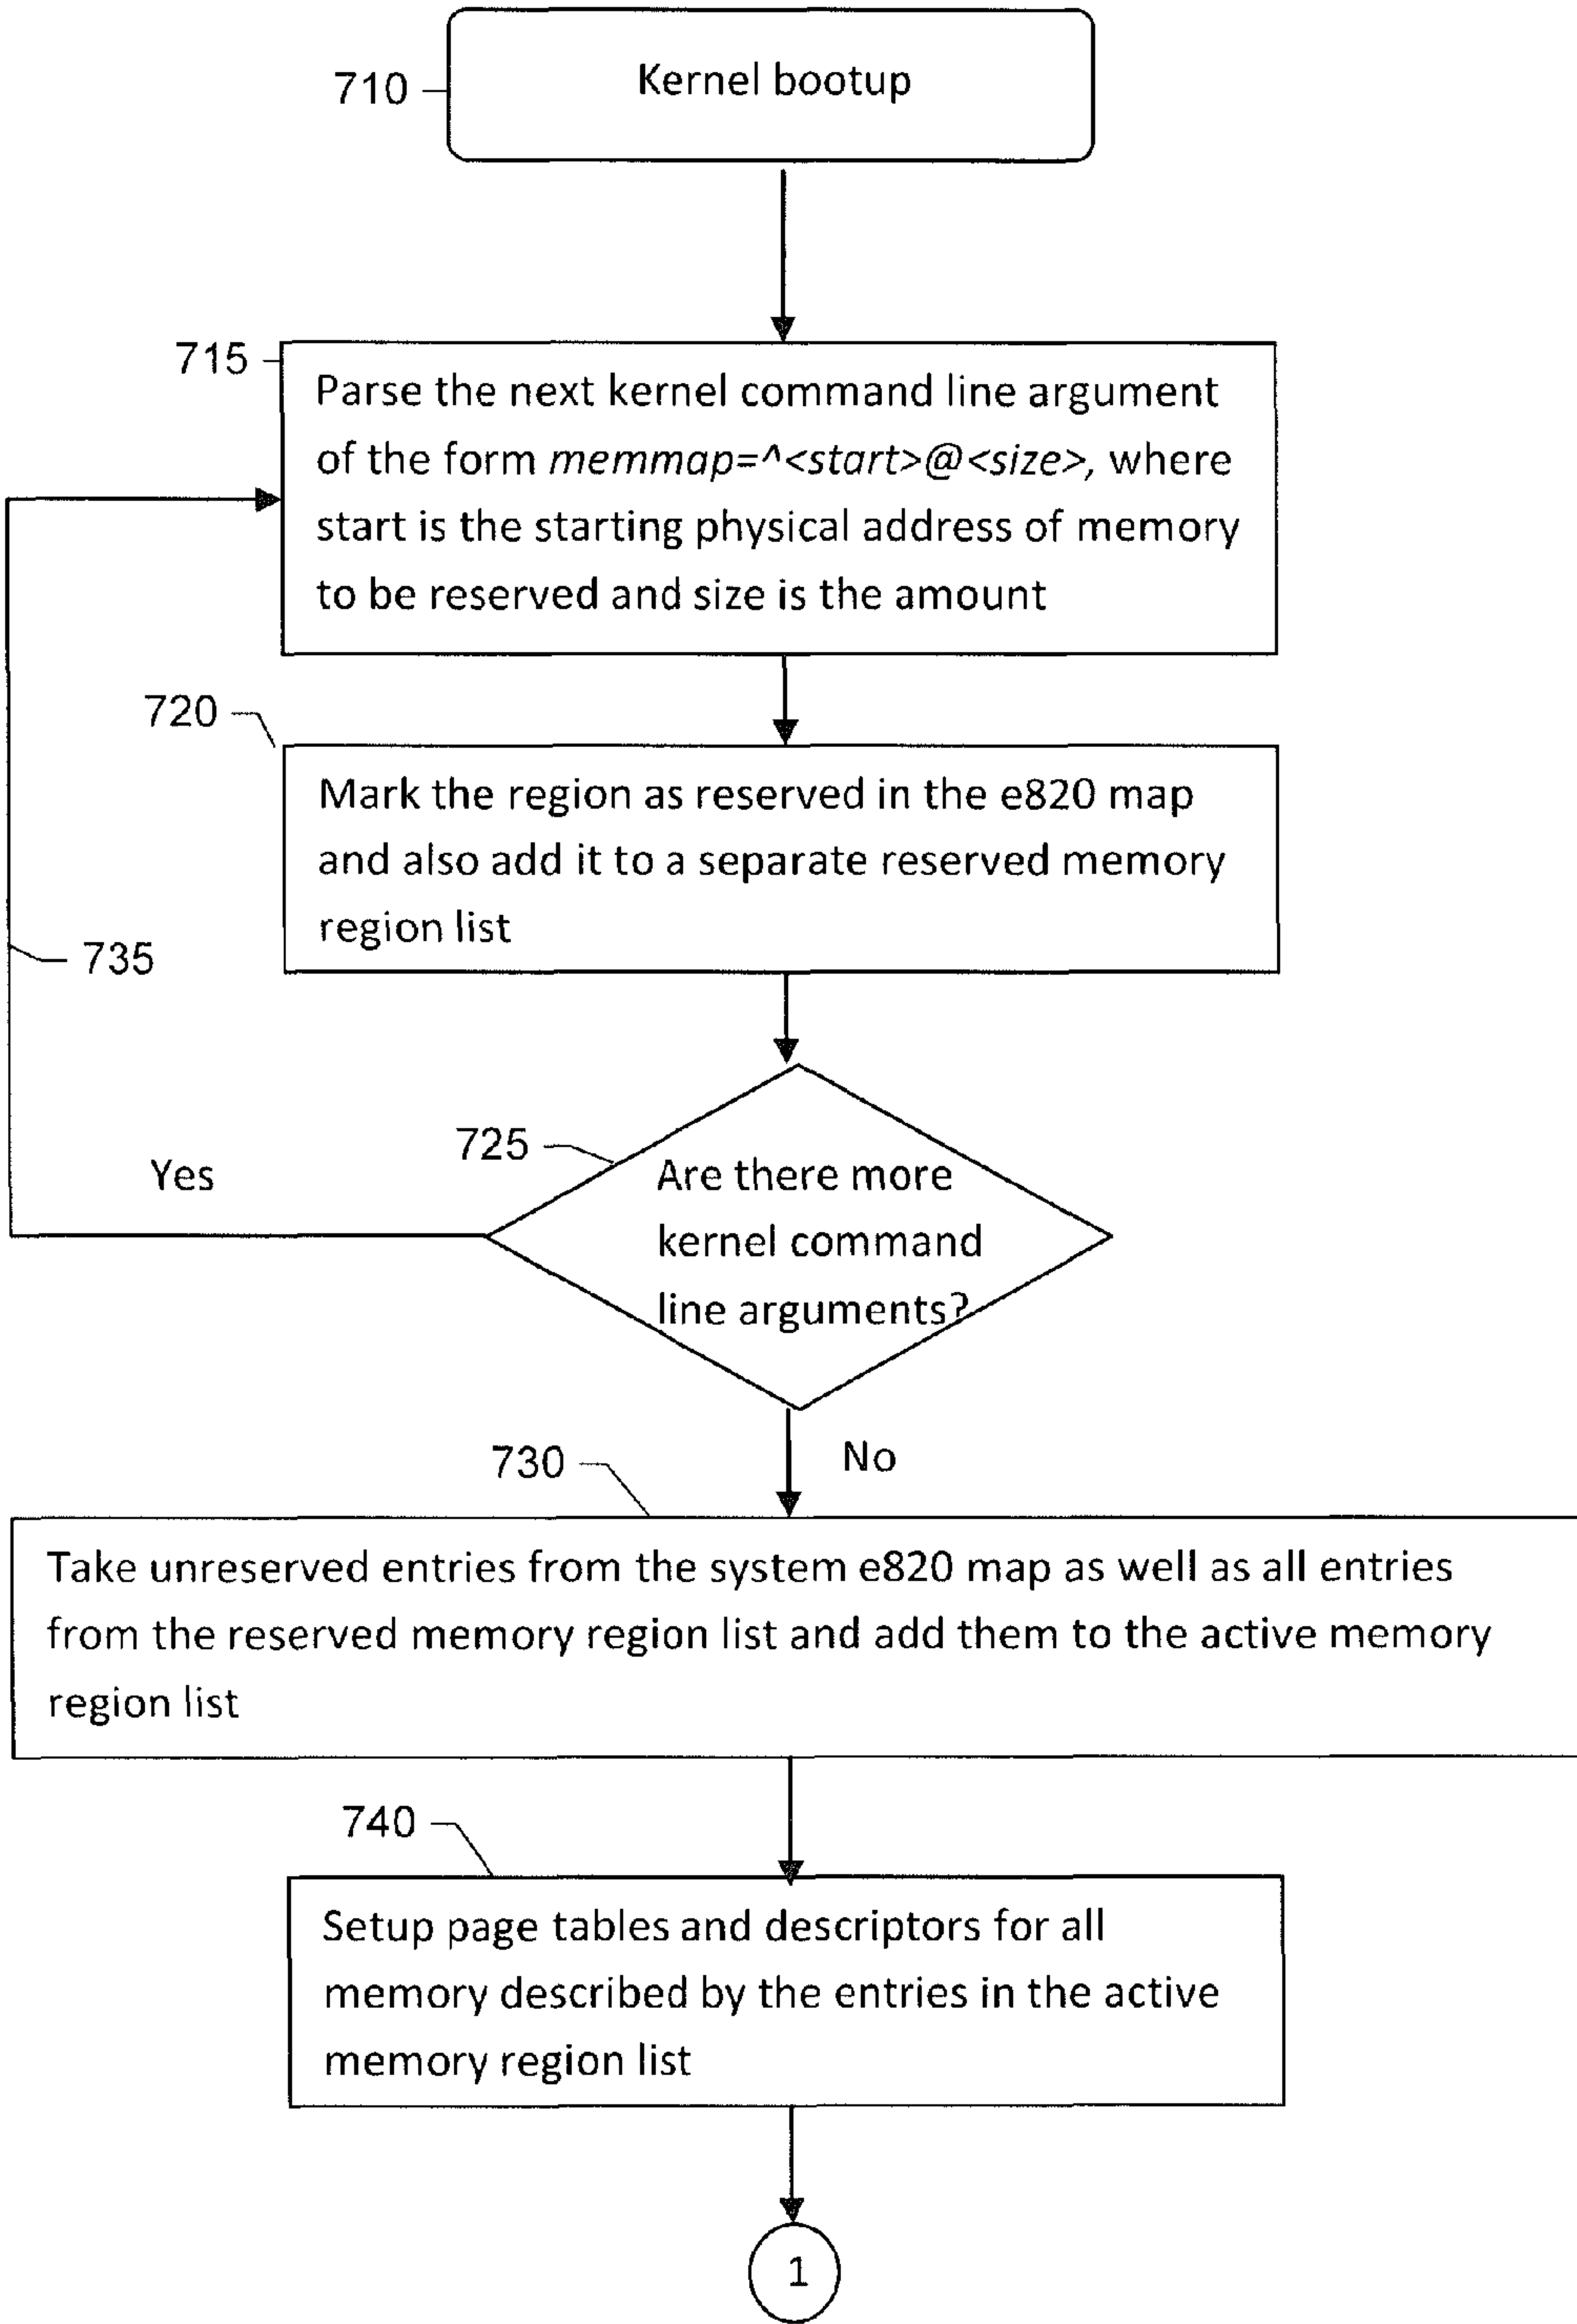 Kernel bootup
710
715
Parse the next kernel command line argument
of the form memmap=^<start>@<size>, where
start is the starting physical address of memory
to be reserved and size is the amount
720
Mark the region as reserved in the e820 map
and also add it to a separate reserved memory
region list
735
725
Yes
Are there more
kernel command
line arguments?
730
No
Take unreserved entries from the system e820 map as well as all entries
from the reserved memory region list and add them to the active memory
region list
740
Setup page tables and descriptors for all
memory described by the entries in the active
memory region list
1